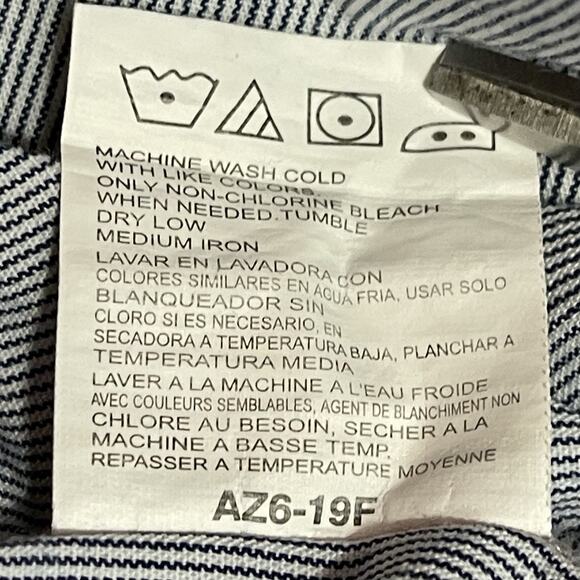 MACHINE WASH COLD
WITH LIKE COLORS.
ONLY NON-CHLORINE BLEACH
WHEN NEEDED.TUMBLE
DRY LOW
MEDIUM IRON
LAVAR EN LAVADORA CON
COLORES SIMILARES EN AGUA FRIA, USAR SOLO
BLANQUEADOR SIN
CLORO SI ES NECESARIO, EN
SECADORA A TEMPERATURA BAJA, PLANCHAR A
TEMPERATURA MEDIA
LAVER A LA MACHINE A L'EAU FROIDE
AVEC COULEURS SEMBLABLES, AGENT DE BLANCHIMENT NON
CHLORE AU BESOIN, SECHER A LA
MACHINE A BASSE TEMP.
REPASSER A TEMPERATURE MOYENNE
AZ6-19F